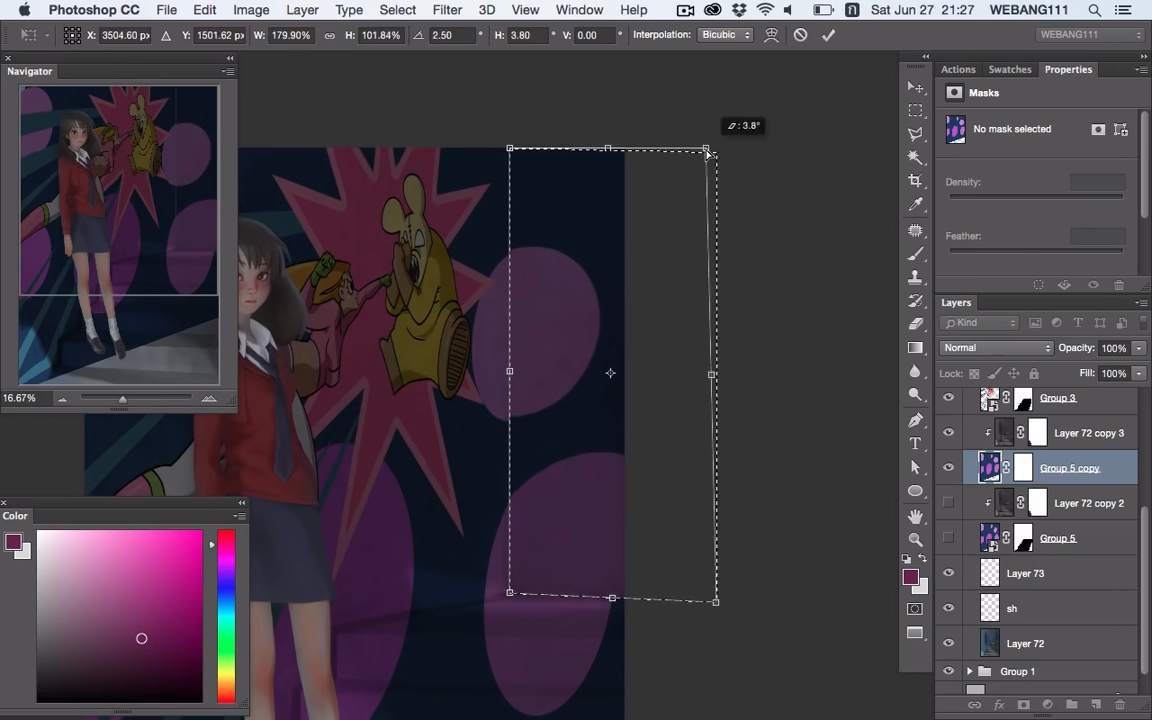 Photoshop CC File Edit Image Layer Type Select Filter 3D View Window Help Sat Jun 27 21:27 WEBANG111
X: 3504.60 px Y: 1501.62 px W: 179.90% H: 101.84% 2.50 ° H: 3.80 ° V: 0.00 ° Interpolation: Bicubic WEBANG111
Navigator
16.67%
Color
: 3.8°
Actions Swatches Properties
Masks
No mask selected
Density:
Feather:
Layers
Kind
Normal Opacity: 100%
Lock: Fill: 100%
Group 3
Layer 72 copy 3
Group 5 copy
Layer 72 copy 2
Group 5
Layer 73
sh
Layer 72
Group 1